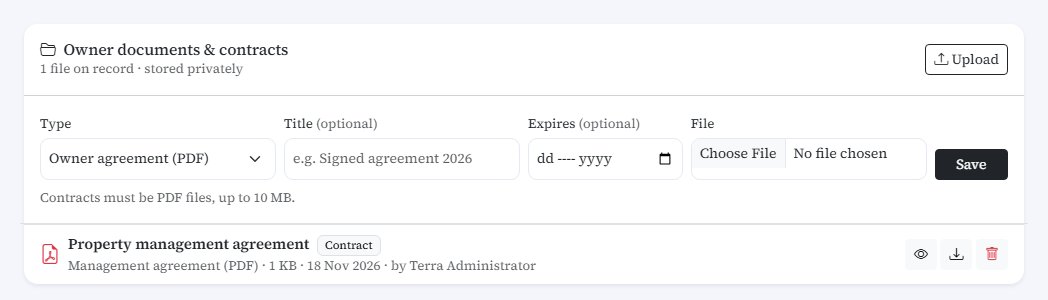 Owner documents & contracts
1 file on record · stored privately
Upload
Type
Title (optional)
Expires (optional)
File
Owner agreement (PDF)
e.g. Signed agreement 2026
dd ---- yyyy
Choose File
No file chosen
Save
Contracts must be PDF files, up to 10 MB.
Property management agreement
Contract
Management agreement (PDF) · 1 KB · 18 Nov 2026 · by Terra Administrator